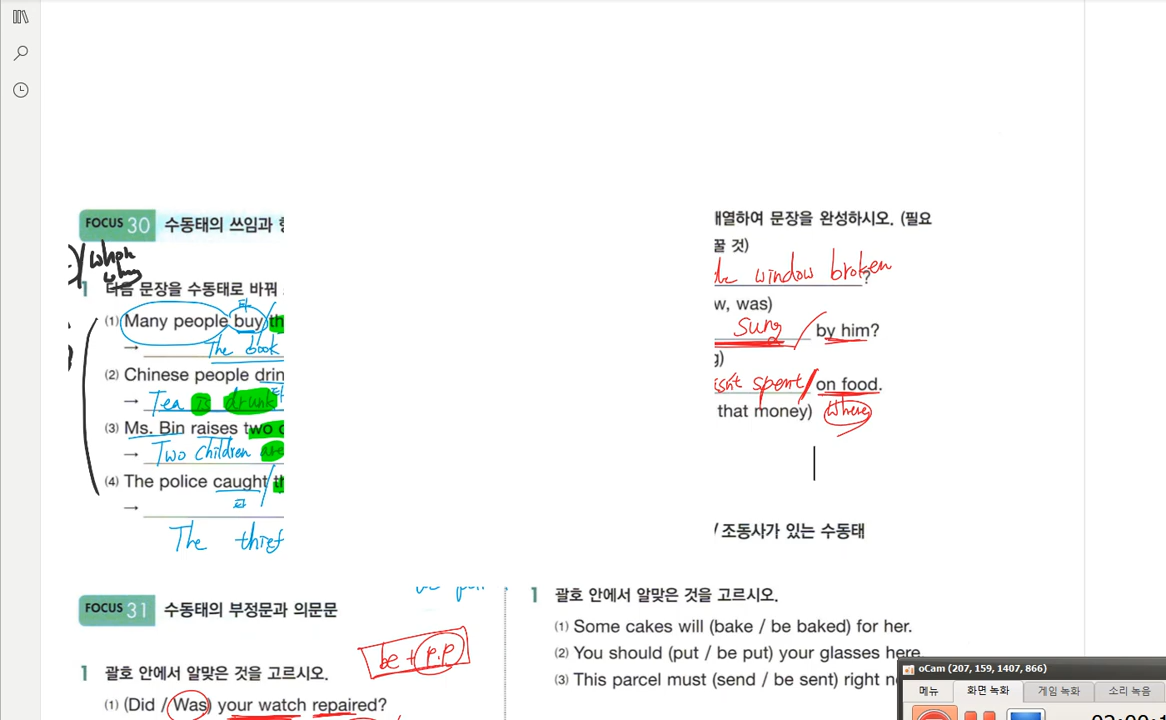 FOCUS 30 수동태의 쓰임과 형
when
1 다음 문장을 수동태로 바꿔
타
(1) Many people buy th
→ The book
(2) Chinese people drin
→ Tea is drunk
(3) Ms. Bin raises two c
→ Two Children are
(4) The police caught th
타
→
The thief
배열하여 문장을 완성하시오. (필요
꿀 것)
window broken?
w, was)
sung / by him?
g)
isn't spent / on food.
that money) where
/ 조동사가 있는 수동태
FOCUS 31 수동태의 부정문과 의문문
be + p.p
1 괄호 안에서 알맞은 것을 고르시오.
(1) (Did / Was) your watch repaired?
1 괄호 안에서 알맞은 것을 고르시오.
(1) Some cakes will (bake / be baked) for her.
(2) You should (put / be put) your glasses here.
(3) This parcel must (send / be sent) right n
oCam (207, 159, 1407, 866)
메뉴 화면 녹화 게임 녹화 소리 녹음